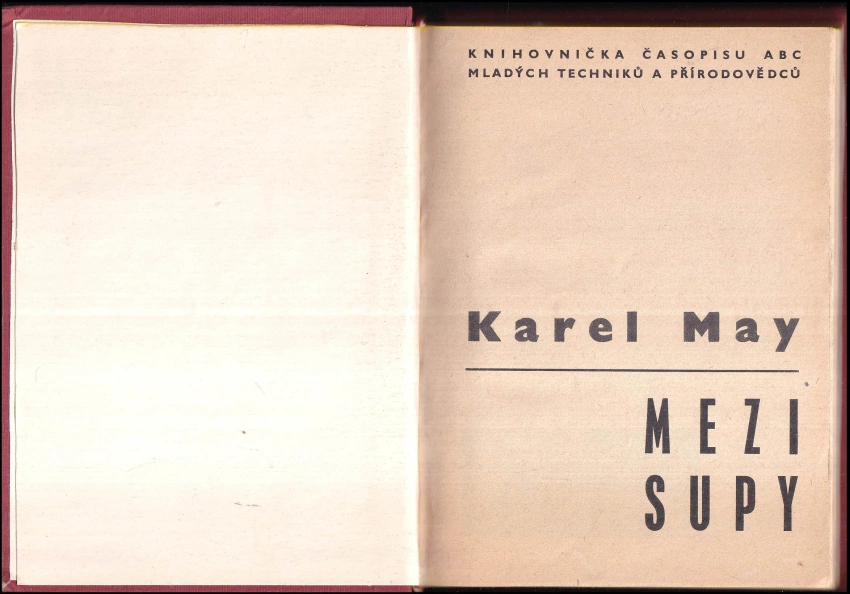 KNIHOVNIČKA ČASOPISU ABC
MLADÝCH TECHNIKŮ A PŘÍRODOVĚDCŮ
Karel May
MEZI
SUPY